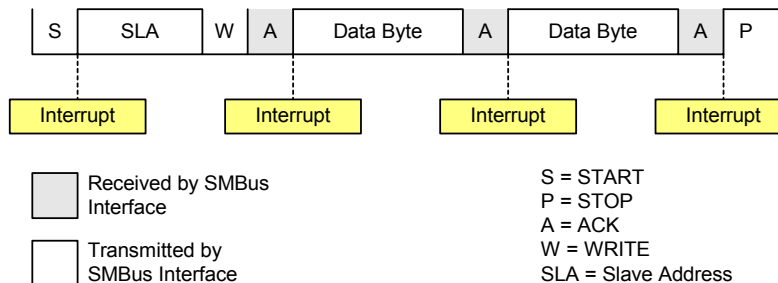 S SLA W A Data Byte A Data Byte A P
Interrupt Interrupt Interrupt Interrupt
Received by SMBus
Interface
Transmitted by
SMBus Interface
S = START
P = STOP
A = ACK
W = WRITE
SLA = Slave Address